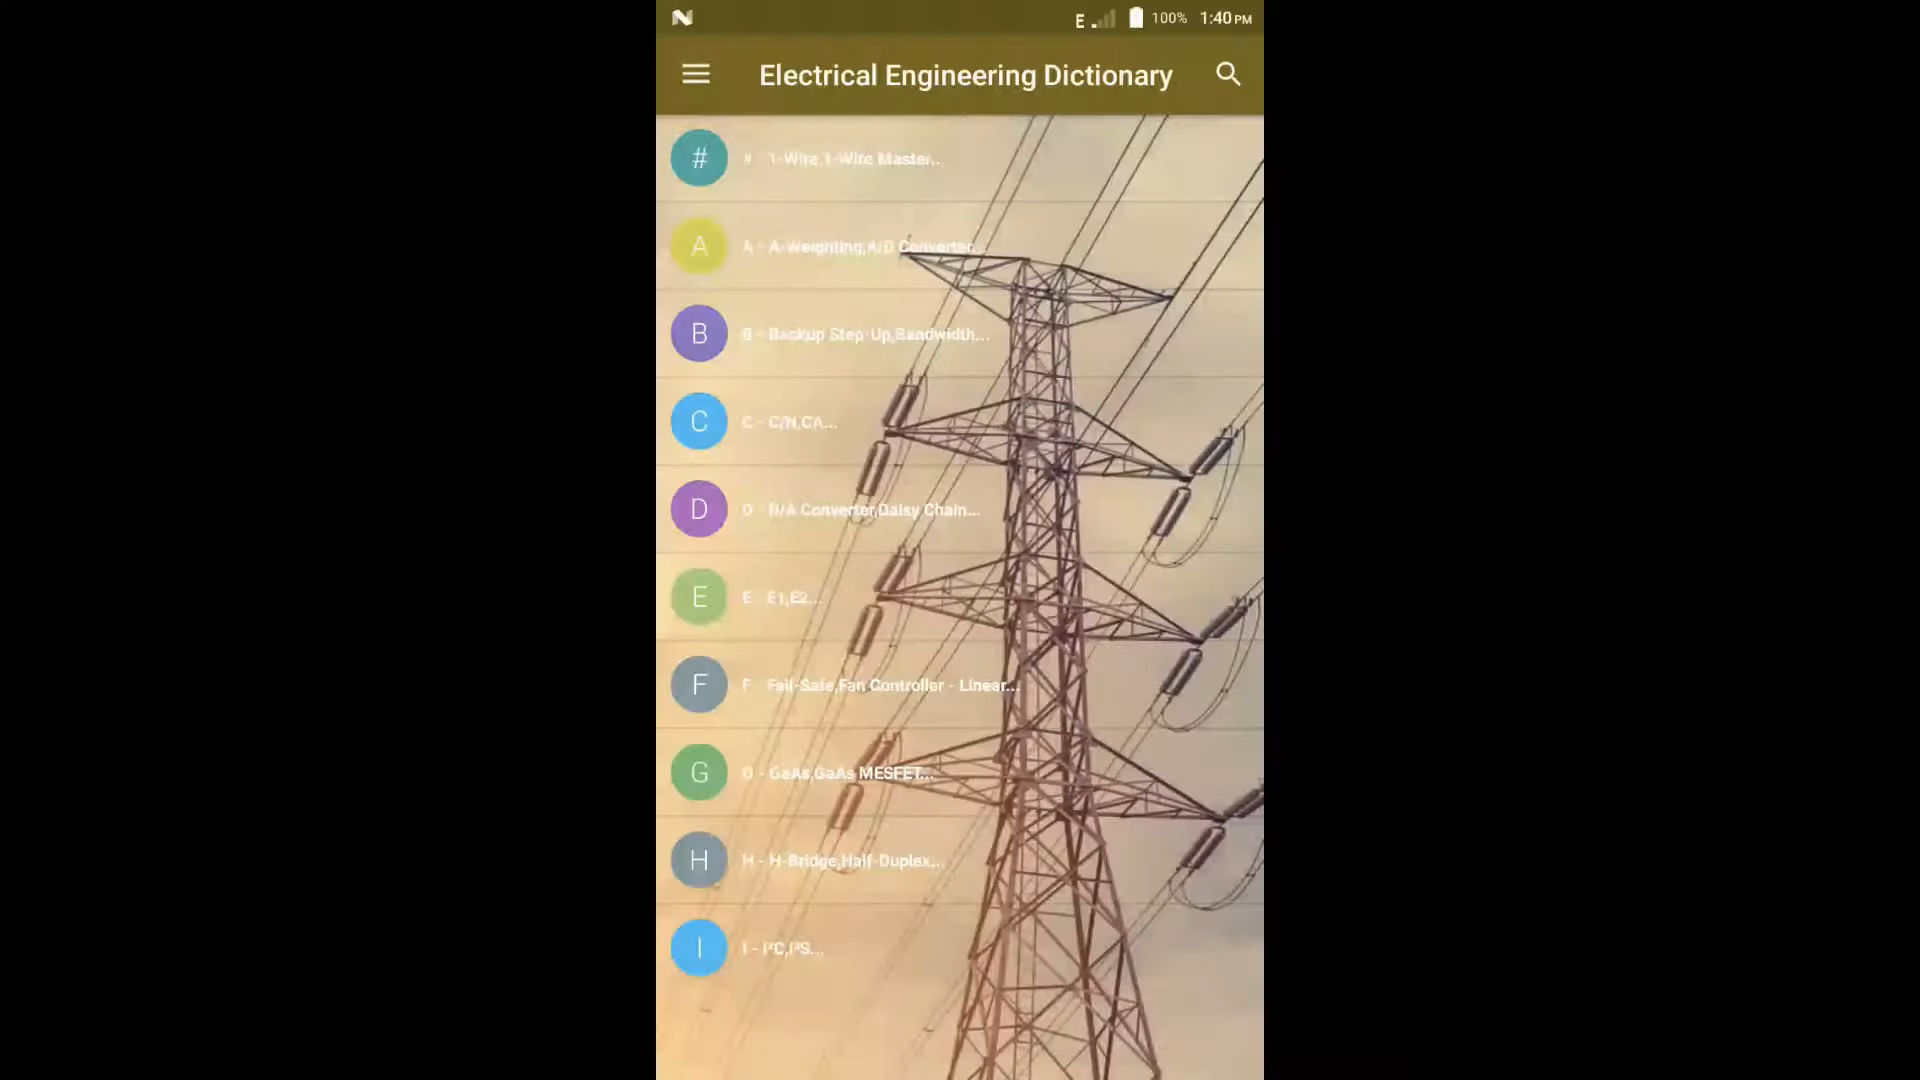 E 100% 1:40 PM
Electrical Engineering Dictionary
# # - 1-Wire,1-Wire Master...
A A - A-Weighting,A/D Converter...
B B - Backup Step-Up,Bandwidth...
C C - C/N,CA...
D D - D/A Converter,Daisy Chain...
E E - E1,E2...
F F - Fail-Safe,Fan Controller - Linear...
G G - GaAs,GaAs MESFET...
H H - H-Bridge,Half-Duplex...
I I - I²C,I²S...